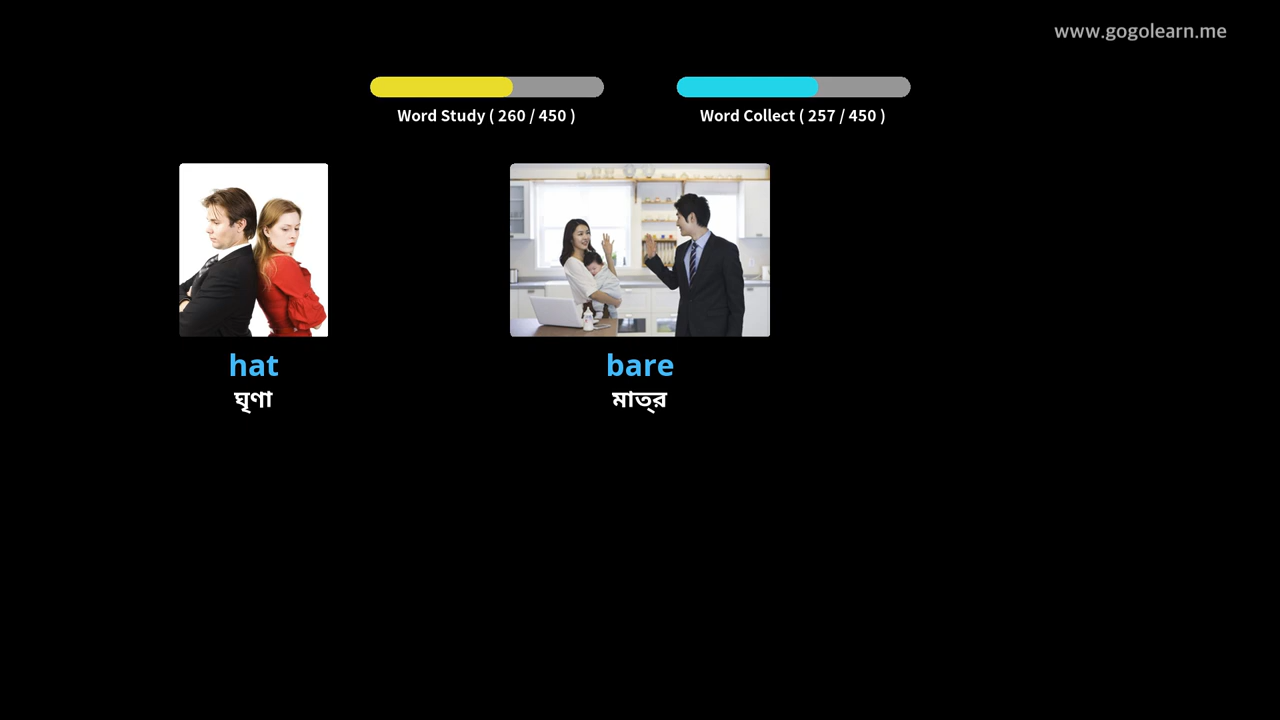 www.gogolearn.me
Word Study ( 260 / 450 )
Word Collect ( 257 / 450 )
hat
ঘৃণা
bare
মাত্র